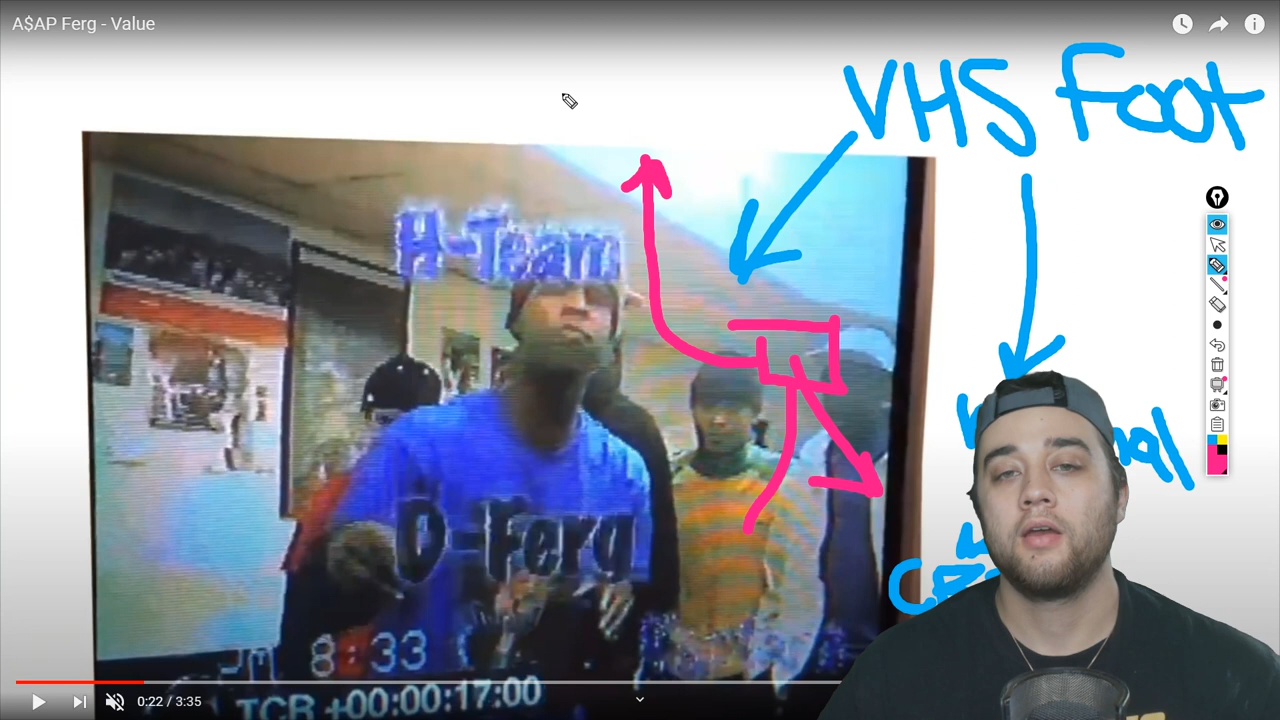 A$AP Ferg - Value
VHS Foot
H-Team
D-Ferg
8:33
TCR +00:00:17:00
0:22 / 3:35